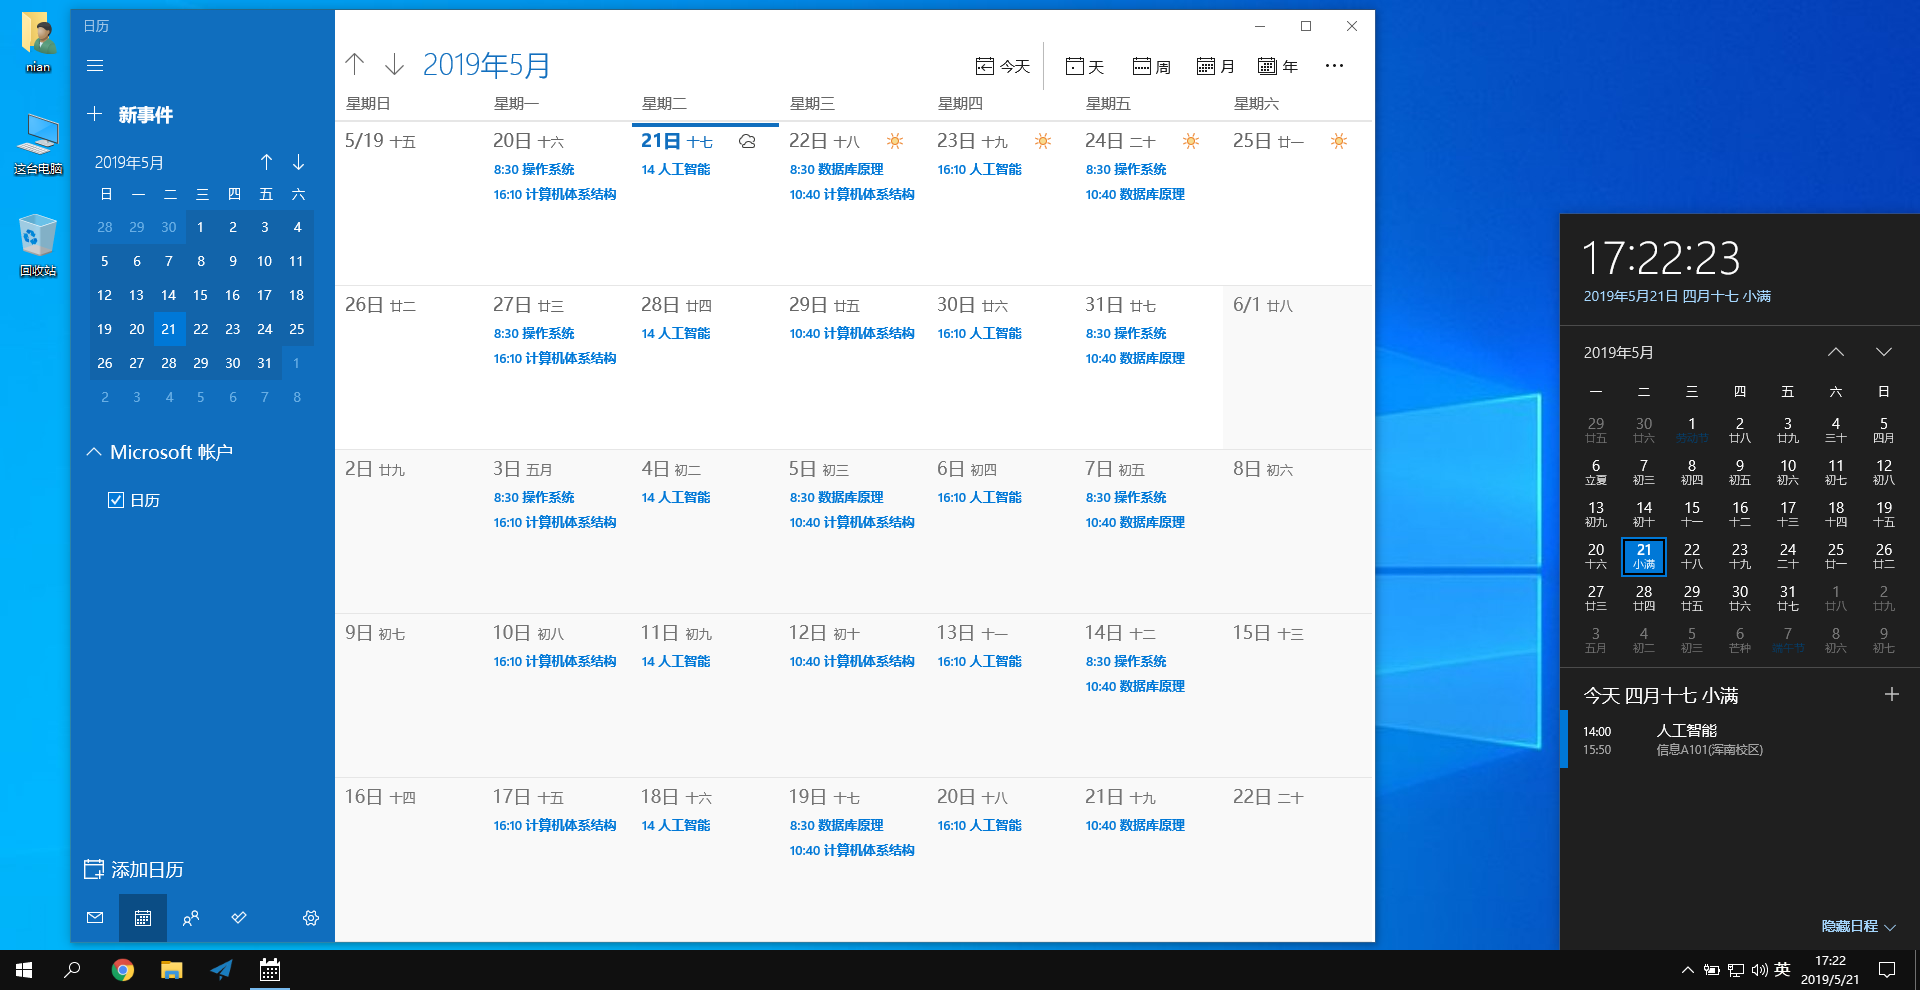 nian
这台电脑
回收站
日历
新事件
2019年5月
日 一 二 三 四 五 六
28 29 30 1 2 3 4
5 6 7 8 9 10 11
12 13 14 15 16 17 18
19 20 21 22 23 24 25
26 27 28 29 30 31 1
2 3 4 5 6 7 8
Microsoft 帐户
日历
添加日历
2019年5月
今天 天 周 月 年
星期日 星期一 星期二 星期三 星期四 星期五 星期六
5/19 十五 20日 十六 21日 十七 22日 十八 23日 十九 24日 二十 25日 廿一
8:30 操作系统 14 人工智能 8:30 数据库原理 16:10 人工智能 8:30 操作系统
16:10 计算机体系结构 10:40 计算机体系结构 10:40 数据库原理
26日 廿二 27日 廿三 28日 廿四 29日 廿五 30日 廿六 31日 廿七 6/1 廿八
8:30 操作系统 14 人工智能 10:40 计算机体系结构 16:10 人工智能 8:30 操作系统
16:10 计算机体系结构 10:40 数据库原理
2日 廿九 3日 五月 4日 初二 5日 初三 6日 初四 7日 初五 8日 初六
8:30 操作系统 14 人工智能 8:30 数据库原理 16:10 人工智能 8:30 操作系统
16:10 计算机体系结构 10:40 计算机体系结构 10:40 数据库原理
9日 初七 10日 初八 11日 初九 12日 初十 13日 十一 14日 十二 15日 十三
16:10 计算机体系结构 14 人工智能 10:40 计算机体系结构 16:10 人工智能 8:30 操作系统
10:40 数据库原理
16日 十四 17日 十五 18日 十六 19日 十七 20日 十八 21日 十九 22日 二十
16:10 计算机体系结构 14 人工智能 8:30 数据库原理 16:10 人工智能 10:40 数据库原理
10:40 计算机体系结构
17:22:23
2019年5月21日 四月十七 小满
2019年5月
一 二 三 四 五 六 日
29 30 1 2 3 4 5
廿五 廿六 劳动节 廿八 廿九 三十 四月
6 7 8 9 10 11 12
立夏 初三 初四 初五 初六 初七 初八
13 14 15 16 17 18 19
初九 初十 十一 十二 十三 十四 十五
20 21 22 23 24 25 26
十六 小满 十八 十九 二十 廿一 廿二
27 28 29 30 31 1 2
廿三 廿四 廿五 廿六 廿七 廿八 廿九
3 4 5 6 7 8 9
五月 初二 初三 芒种 端午节 初六 初七
今天 四月十七 小满
14:00 人工智能
15:50 信息A101(浑南校区)
隐藏日程
英
17:22
2019/5/21